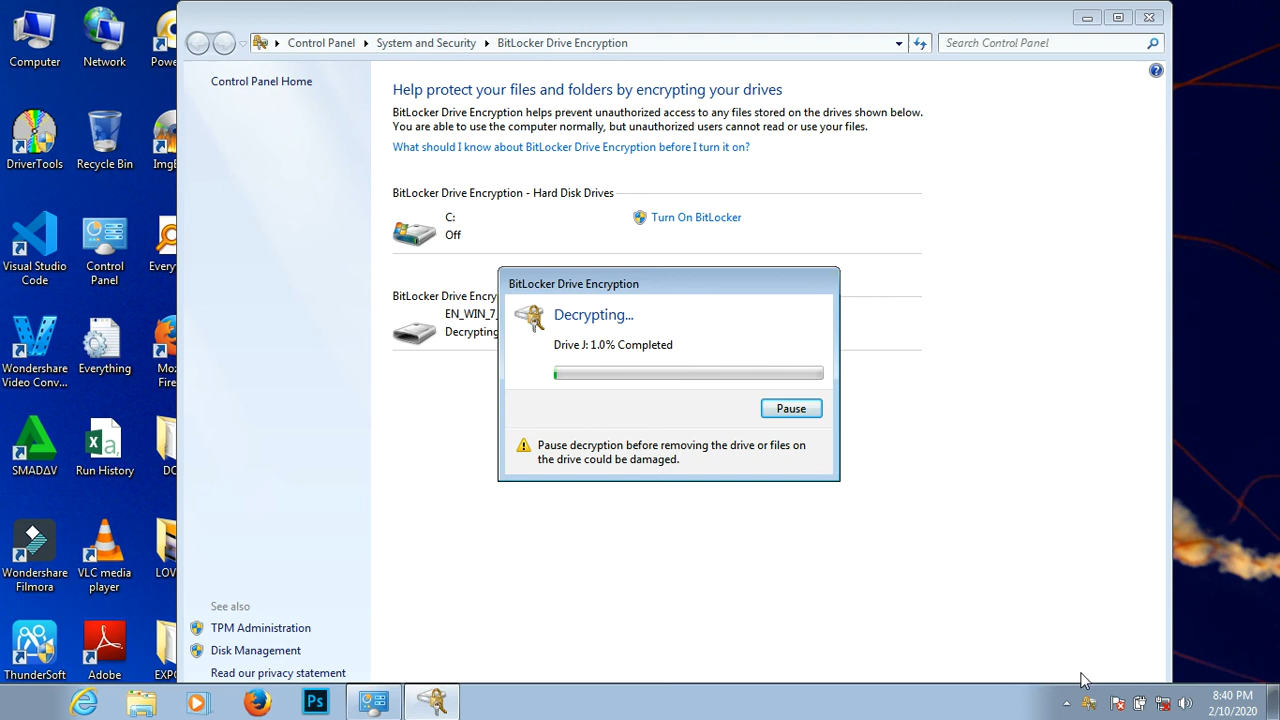 Computer
Network
Powe
DriverTools
Recycle Bin
ImgB
Visual Studio
Code
Control
Panel
Every
Wondershare
Video Conv...
Everything
Moz
Fire
SMADΔV
Run History
DO
Wondershare
Filmora
VLC media
player
LOV
ThunderSoft
Adobe
EXPO
Control Panel
System and Security
BitLocker Drive Encryption
Search Control Panel
Control Panel Home
Help protect your files and folders by encrypting your drives
BitLocker Drive Encryption helps prevent unauthorized access to any files stored on the drives shown below.
You are able to use the computer normally, but unauthorized users cannot read or use your files.
What should I know about BitLocker Drive Encryption before I turn it on?
BitLocker Drive Encryption - Hard Disk Drives
C:
Off
Turn On BitLocker
BitLocker Drive Encry
EN_WIN_7_
Decrypting
BitLocker Drive Encryption
Decrypting...
Drive J: 1.0% Completed
Pause
Pause decryption before removing the drive or files on
the drive could be damaged.
See also
TPM Administration
Disk Management
Read our privacy statement
Ps
8:40 PM
2/10/2020